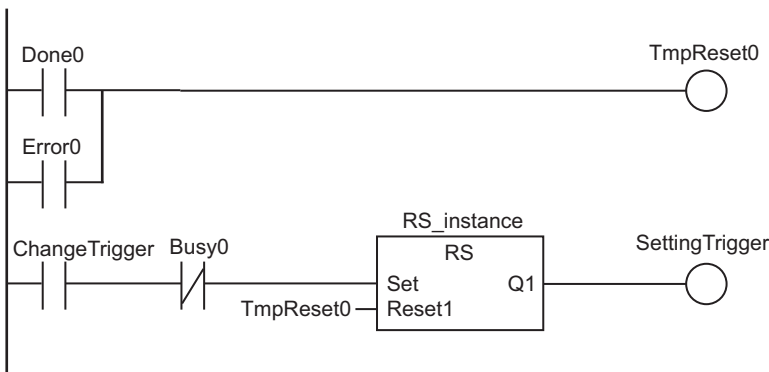 Done0
TmpReset0
Error0
RS_instance
ChangeTrigger
Busy0
RS
SettingTrigger
Set
Q1
TmpReset0
Reset1